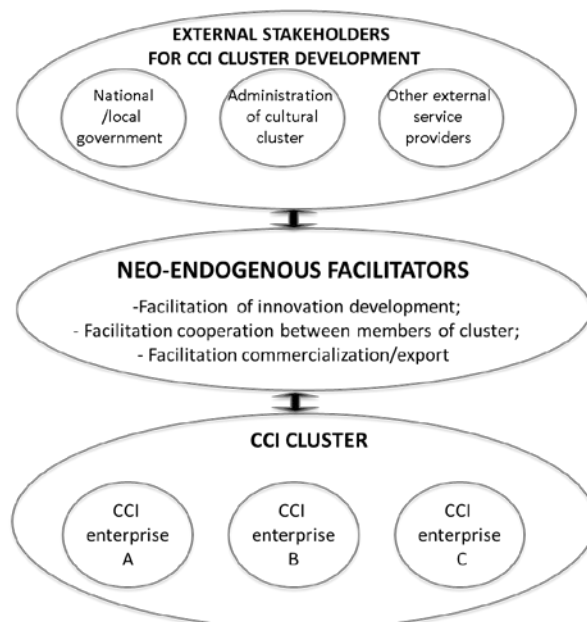 EXTERNAL STAKEHOLDERS
FOR CCI CLUSTER DEVELOPMENT
National
/local
government
Administration
of cultural
cluster
Other external
service
providers
NEO-ENDOGENOUS FACILITATORS
-Facilitation of innovation development;
- Facilitation cooperation between members of cluster;
- Facilitation commercialization/export
CCI CLUSTER
CCI
enterprise
A
CCI
enterprise
B
CCI
enterprise
C